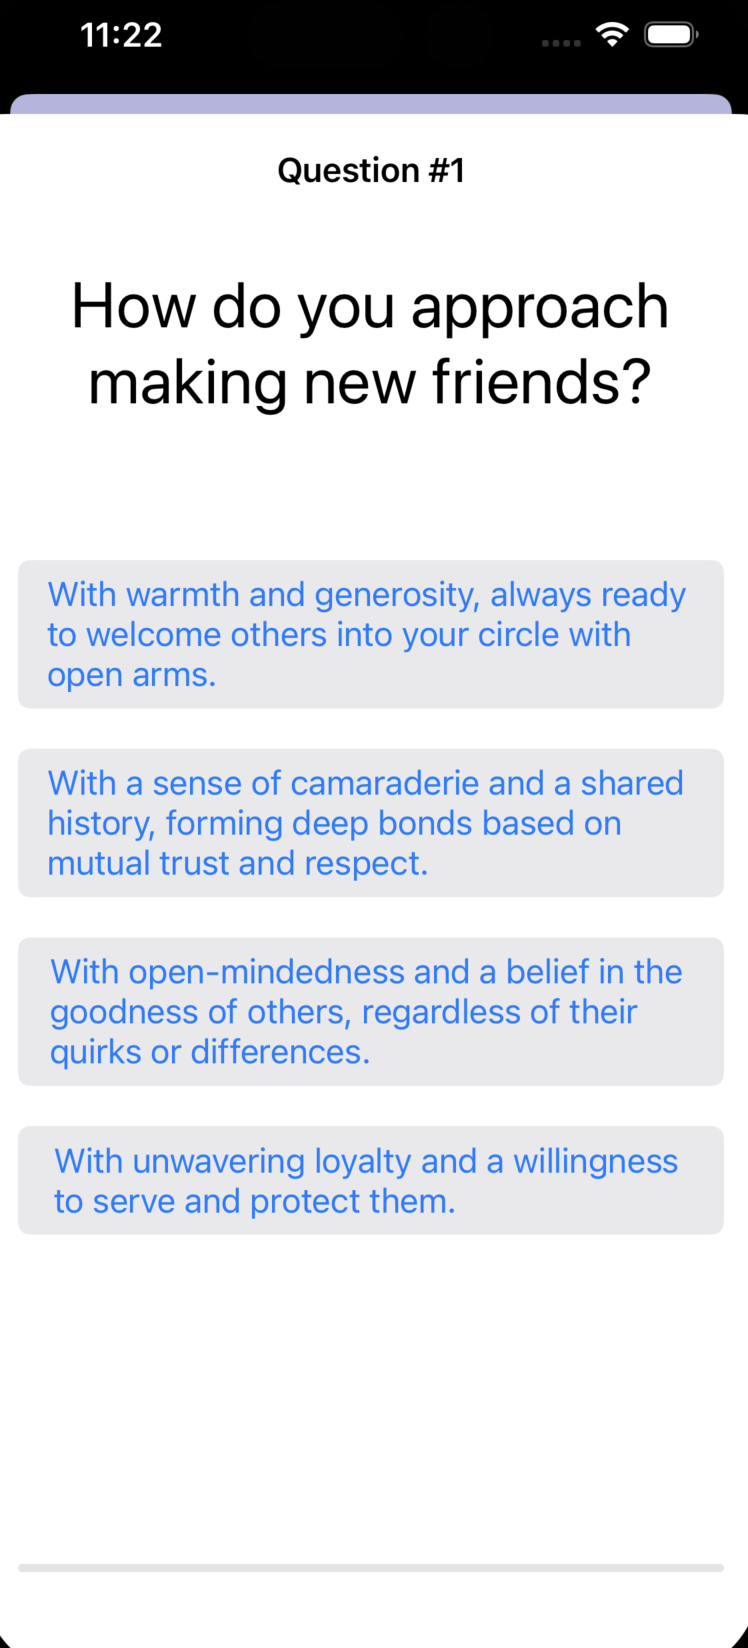 11:22
Question #1
How do you approach
making new friends?
With warmth and generosity, always ready
to welcome others into your circle with
open arms.
With a sense of camaraderie and a shared
history, forming deep bonds based on
mutual trust and respect.
With open-mindedness and a belief in the
goodness of others, regardless of their
quirks or differences.
With unwavering loyalty and a willingness
to serve and protect them.